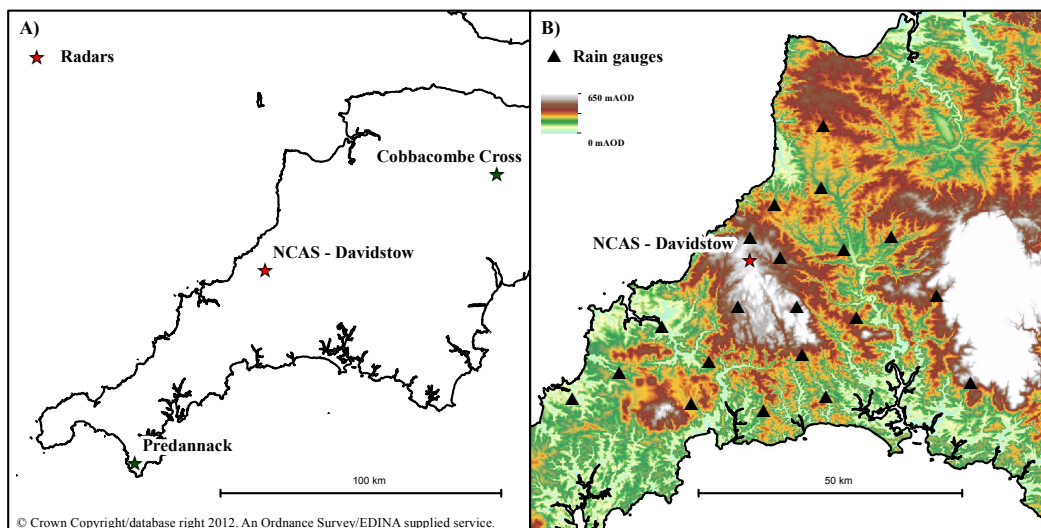 A)
Radars
Cobbacombe Cross
NCAS - Davidstow
Predannack
100 km
© Crown Copyright/database right 2012. An Ordnance Survey/EDINA supplied service.
B)
Rain gauges
650 mAOD
0 mAOD
NCAS - Davidstow
50 km